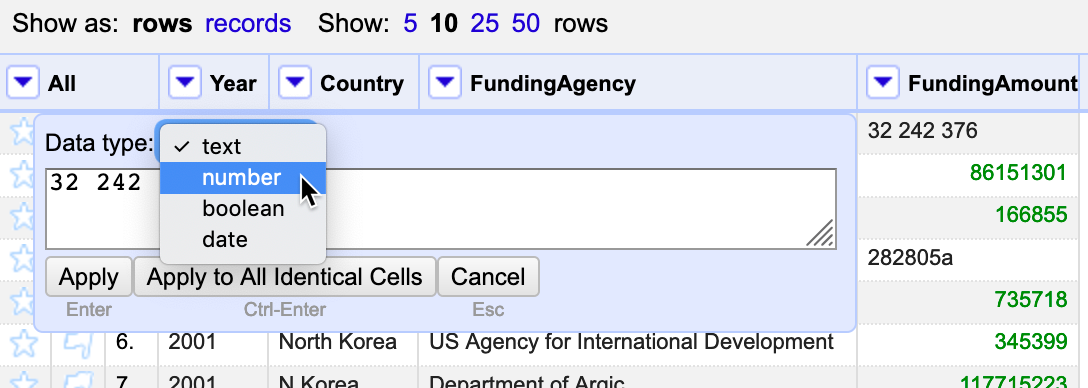 Show as: rows records Show: 5 10 25 50 rows
All Year Country FundingAgency FundingAmount
32 242 376
Data type:
✓ text
number
boolean
date
32 242
86151301
166855
282805a
Apply Apply to All Identical Cells Cancel
Enter Ctrl-Enter Esc
735718
6. 2001 North Korea US Agency for International Development 345399
7. 2001 N Korea Department of Argic 117715223